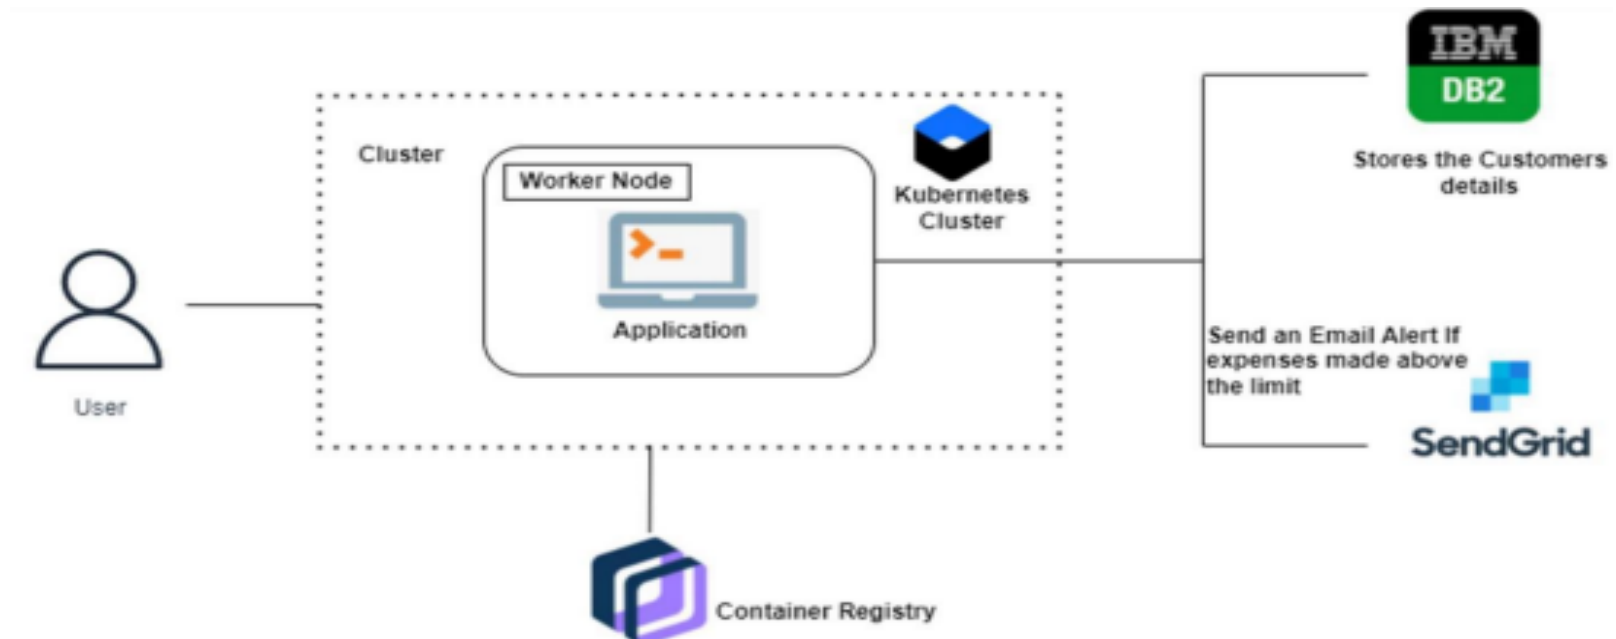 IBM
DB2
Stores the Customers
details
Cluster
Worker Node
Application
Kubernetes
Cluster
User
Send an Email Alert If
expenses made above
the limit
SendGrid
Container Registry